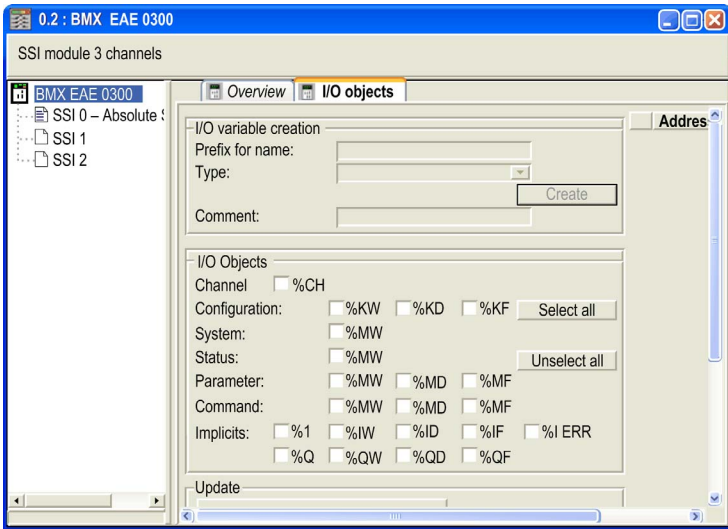 0.2 : BMX EAE 0300
SSI module 3 channels
BMX EAE 0300
SSI 0 – Absolute
SSI 1
SSI 2
Overview I/O objects
Addres
I/O variable creation
Prefix for name:
Type:
Create
Comment:
I/O Objects
Channel %CH
Configuration: %KW %KD %KF Select all
System: %MW
Status: %MW Unselect all
Parameter: %MW %MD %MF
Command: %MW %MD %MF
Implicits: %1 %IW %ID %IF %I ERR
%Q %QW %QD %QF
Update